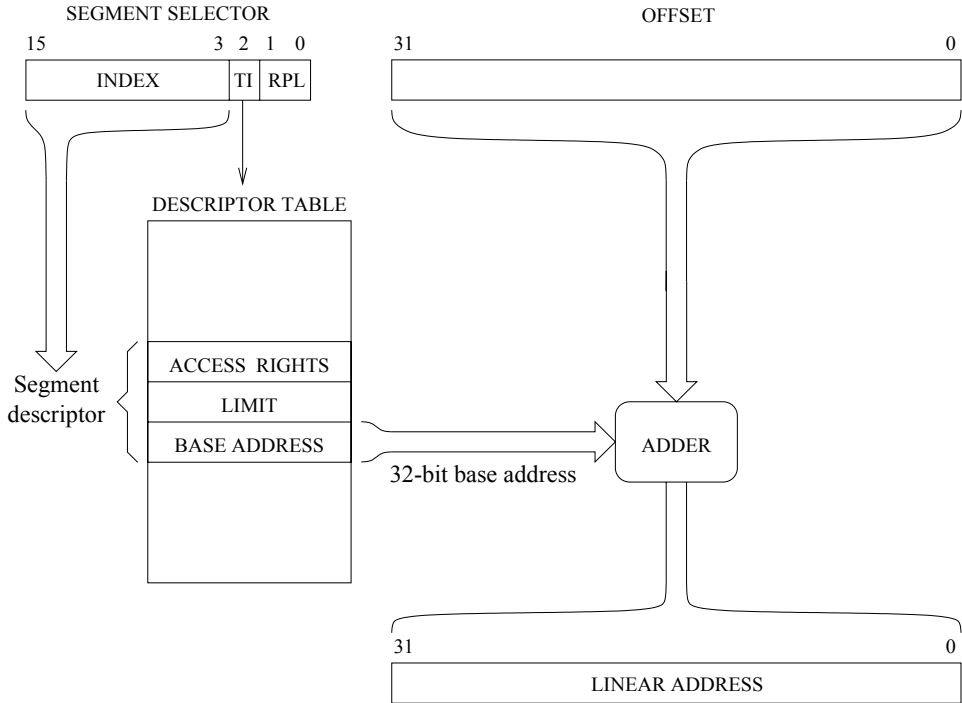 SEGMENT SELECTOR
OFFSET
15 3 2 1 0
31 0
INDEX TI RPL
DESCRIPTOR TABLE
ACCESS RIGHTS
Segment
descriptor
LIMIT
BASE ADDRESS
32-bit base address
ADDER
31 0
LINEAR ADDRESS